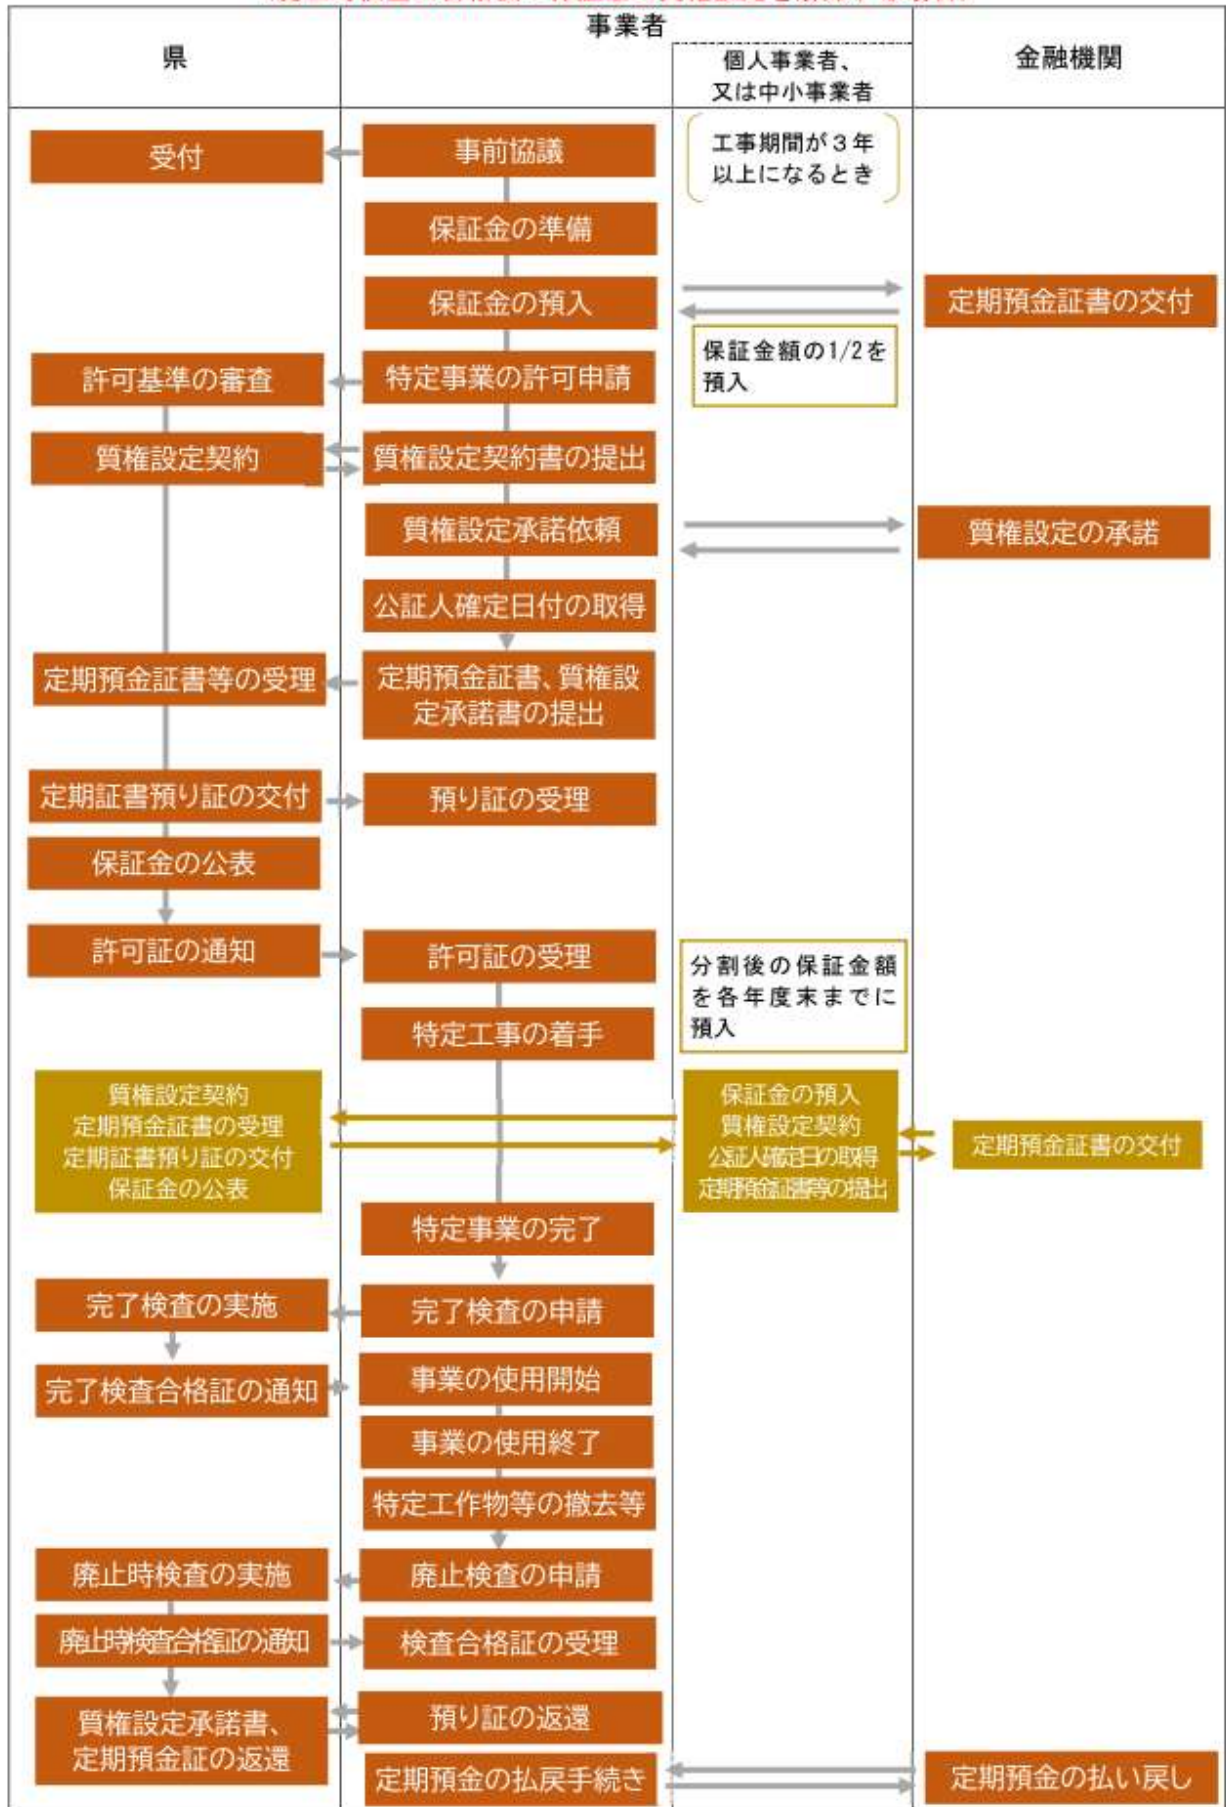 事業者
県
個人事業者、
又は中小事業者
金融機関
受付
事前協議
工事期間が３年
以上になるとき
保証金の準備
保証金の預入
定期預金証書の交付
保証金額の1/2を
預入
許可基準の審査
特定事業の許可申請
質権設定契約
質権設定契約書の提出
質権設定承諾依頼
質権設定の承諾
公証人確定日付の取得
定期預金証書等の受理
定期預金証書、質権設
定承諾書の提出
定期証書預り証の交付
預り証の受理
保証金の公表
許可証の通知
許可証の受理
分割後の保証金額
を各年度末までに
預入
特定工事の着手
質権設定契約
定期預金証書の受理
定期証書預り証の交付
保証金の公表
保証金の預入
質権設定契約
公証人確定日の取得
定期預金証書等の提出
定期預金証書の交付
特定事業の完了
完了検査の実施
完了検査の申請
完了検査合格証の通知
事業の使用開始
事業の使用終了
特定工作物等の撤去等
廃止時検査の実施
廃止検査の申請
廃止時検査合格証の通知
検査合格証の受理
質権設定承諾書、
定期預金証の返還
預り証の返還
定期預金の払戻手続き
定期預金の払い戻し